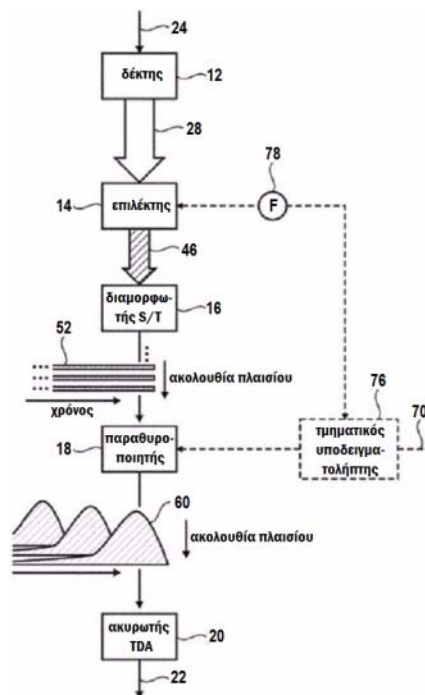 24
δέκτης
12
28
78
14
επιλέκτης
F
46
διαμορφω-
τής S/T
16
52
ακολουθία πλαισίου
χρόνος
76
70
τμηματικός
υποδειγμα-
τολήπτης
παραθυρο-
ποιητής
18
60
ακολουθία πλαισίου
ακυρωτής
TDA
20
22